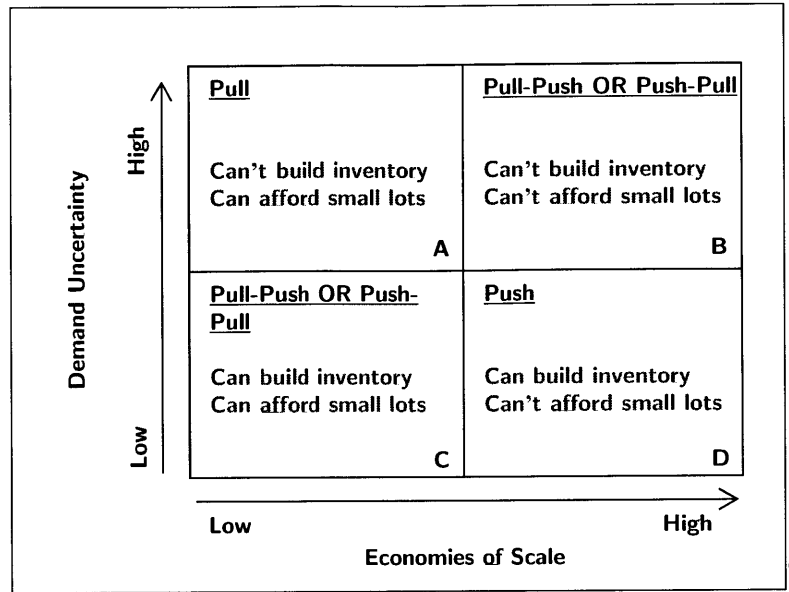 Pull
Can't build inventory
Can afford small lots
A
Pull-Push OR Push-Pull
Can't build inventory
Can't afford small lots
B
Pull-Push OR Push-
Pull
Can build inventory
Can afford small lots
C
Push
Can build inventory
Can't afford small lots
D
High
Demand Uncertainty
Low
Low
High
Economies of Scale